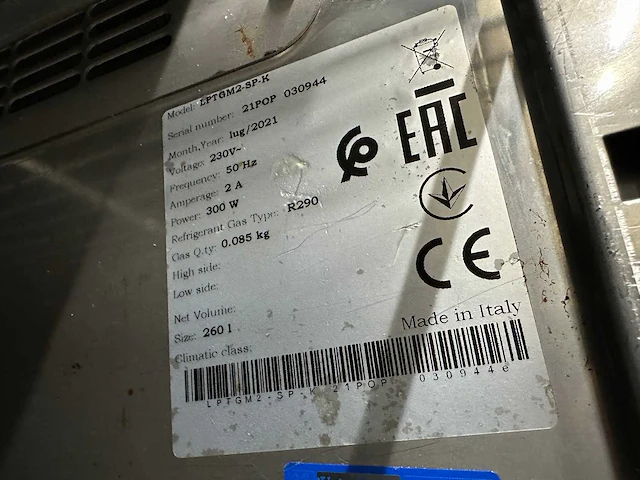 Model: LPTGM2-SP-K
Serial number: 21POP 030944
Month,Year: lug/2021
Voltage: 230V~
Frequency: 50 Hz
Amperage: 2 A
Power: 300 W
Refrigerant Gas Type: R290
Gas Q.ty: 0.085 kg
High side:
Low side:
Net Volume:
Size: 260 l
Climatic class:
EAC
CE
Made in Italy
LPTGM2-SP-K 21POP 030944e